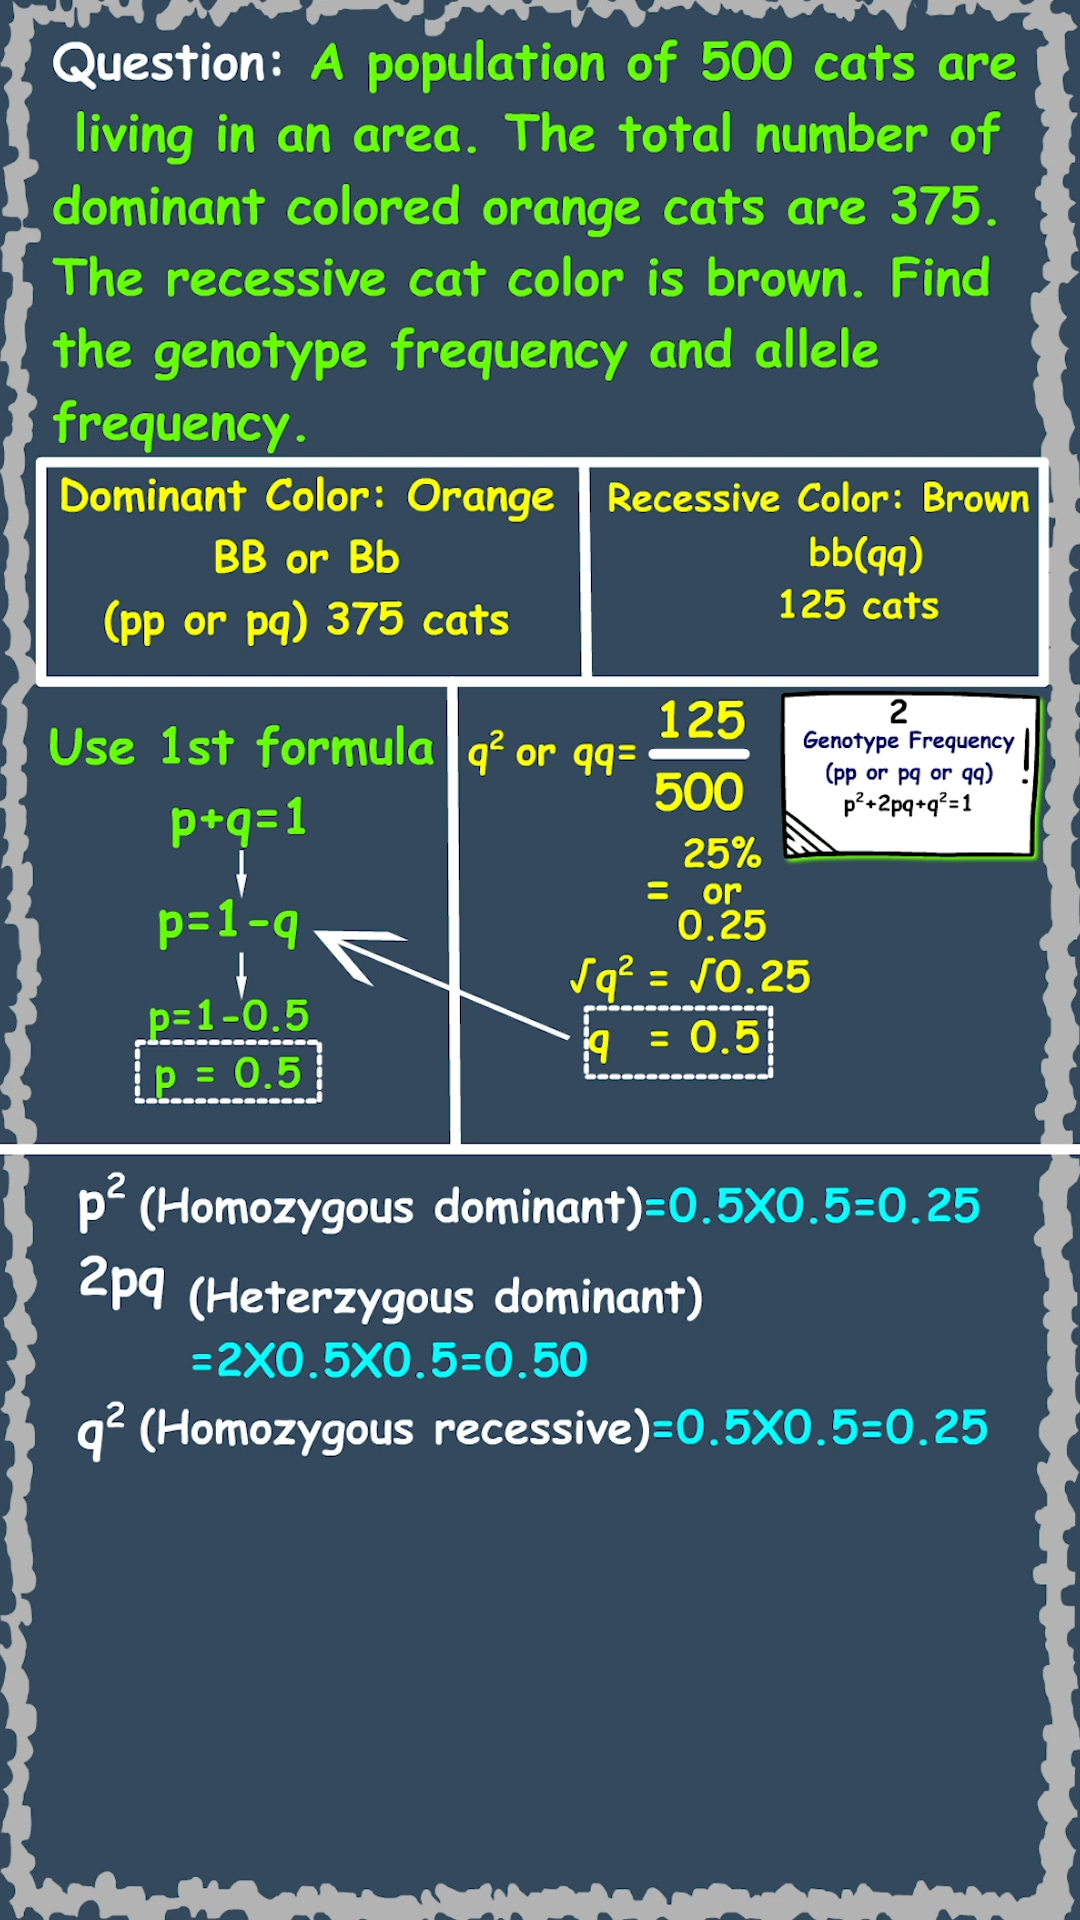 Question: A population of 500 cats are
living in an area. The total number of
dominant colored orange cats are 375.
The recessive cat color is brown. Find
the genotype frequency and allele
frequency.
Dominant Color: Orange
BB or Bb
(pp or pq) 375 cats
Recessive Color: Brown
bb(qq)
125 cats
Use 1st formula
p+q=1
p=1-q
p=1-0.5
p = 0.5
q² or qq= 125
500
25%
= or
0.25
√q² = √0.25
q = 0.5
2
Genotype Frequency
(pp or pq or qq) !
p²+2pq+q²=1
p² (Homozygous dominant)=0.5X0.5=0.25
2pq (Heterzygous dominant)
=2X0.5X0.5=0.50
q² (Homozygous recessive)=0.5X0.5=0.25